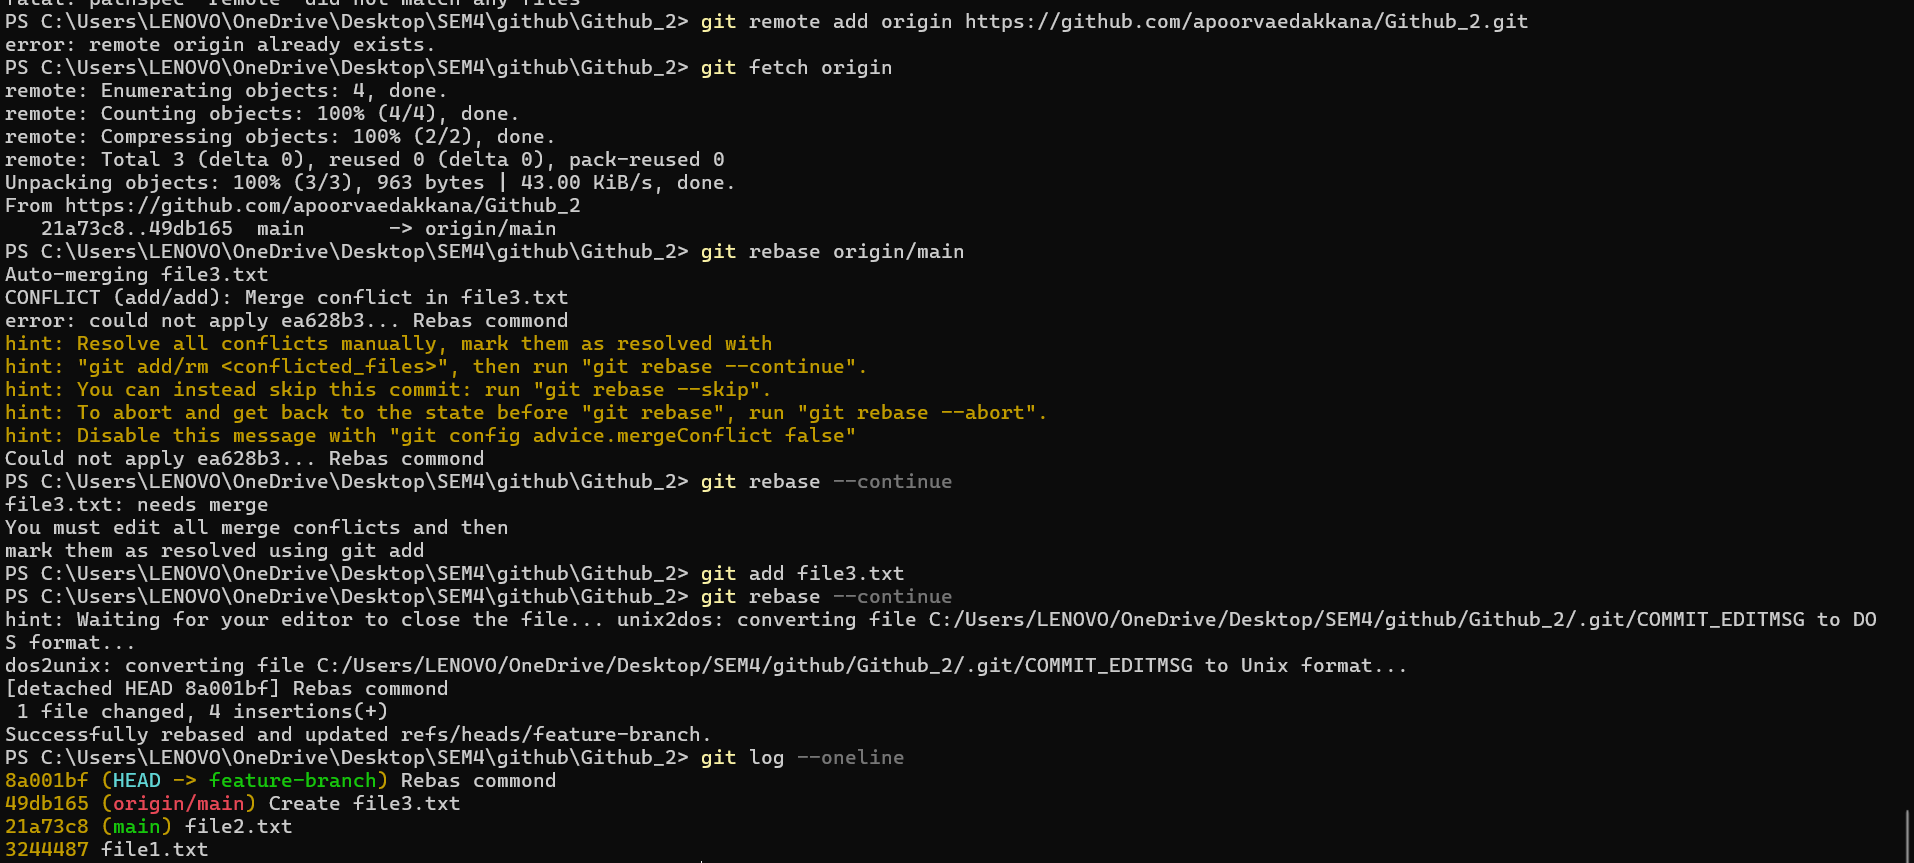 fatal: pathspec 'remote' did not match any files
PS C:\Users\LENOVO\OneDrive\Desktop\SEM4\github\Github_2> git remote add origin https://github.com/apoorvaedakkana/Github_2.git
error: remote origin already exists.
PS C:\Users\LENOVO\OneDrive\Desktop\SEM4\github\Github_2> git fetch origin
remote: Enumerating objects: 4, done.
remote: Counting objects: 100% (4/4), done.
remote: Compressing objects: 100% (2/2), done.
remote: Total 3 (delta 0), reused 0 (delta 0), pack-reused 0
Unpacking objects: 100% (3/3), 963 bytes | 43.00 KiB/s, done.
From https://github.com/apoorvaedakkana/Github_2
   21a73c8..49db165  main       -> origin/main
PS C:\Users\LENOVO\OneDrive\Desktop\SEM4\github\Github_2> git rebase origin/main
Auto-merging file3.txt
CONFLICT (add/add): Merge conflict in file3.txt
error: could not apply ea628b3... Rebas commond
hint: Resolve all conflicts manually, mark them as resolved with
hint: "git add/rm <conflicted_files>", then run "git rebase --continue".
hint: You can instead skip this commit: run "git rebase --skip".
hint: To abort and get back to the state before "git rebase", run "git rebase --abort".
hint: Disable this message with "git config advice.mergeConflict false"
Could not apply ea628b3... Rebas commond
PS C:\Users\LENOVO\OneDrive\Desktop\SEM4\github\Github_2> git rebase --continue
file3.txt: needs merge
You must edit all merge conflicts and then
mark them as resolved using git add
PS C:\Users\LENOVO\OneDrive\Desktop\SEM4\github\Github_2> git add file3.txt
PS C:\Users\LENOVO\OneDrive\Desktop\SEM4\github\Github_2> git rebase --continue
hint: Waiting for your editor to close the file... unix2dos: converting file C:/Users/LENOVO/OneDrive/Desktop/SEM4/github/Github_2/.git/COMMIT_EDITMSG to DO
S format...
dos2unix: converting file C:/Users/LENOVO/OneDrive/Desktop/SEM4/github/Github_2/.git/COMMIT_EDITMSG to Unix format...
[detached HEAD 8a001bf] Rebas commond
 1 file changed, 4 insertions(+)
Successfully rebased and updated refs/heads/feature-branch.
PS C:\Users\LENOVO\OneDrive\Desktop\SEM4\github\Github_2> git log --oneline
8a001bf (HEAD -> feature-branch) Rebas commond
49db165 (origin/main) Create file3.txt
21a73c8 (main) file2.txt
3244487 file1.txt